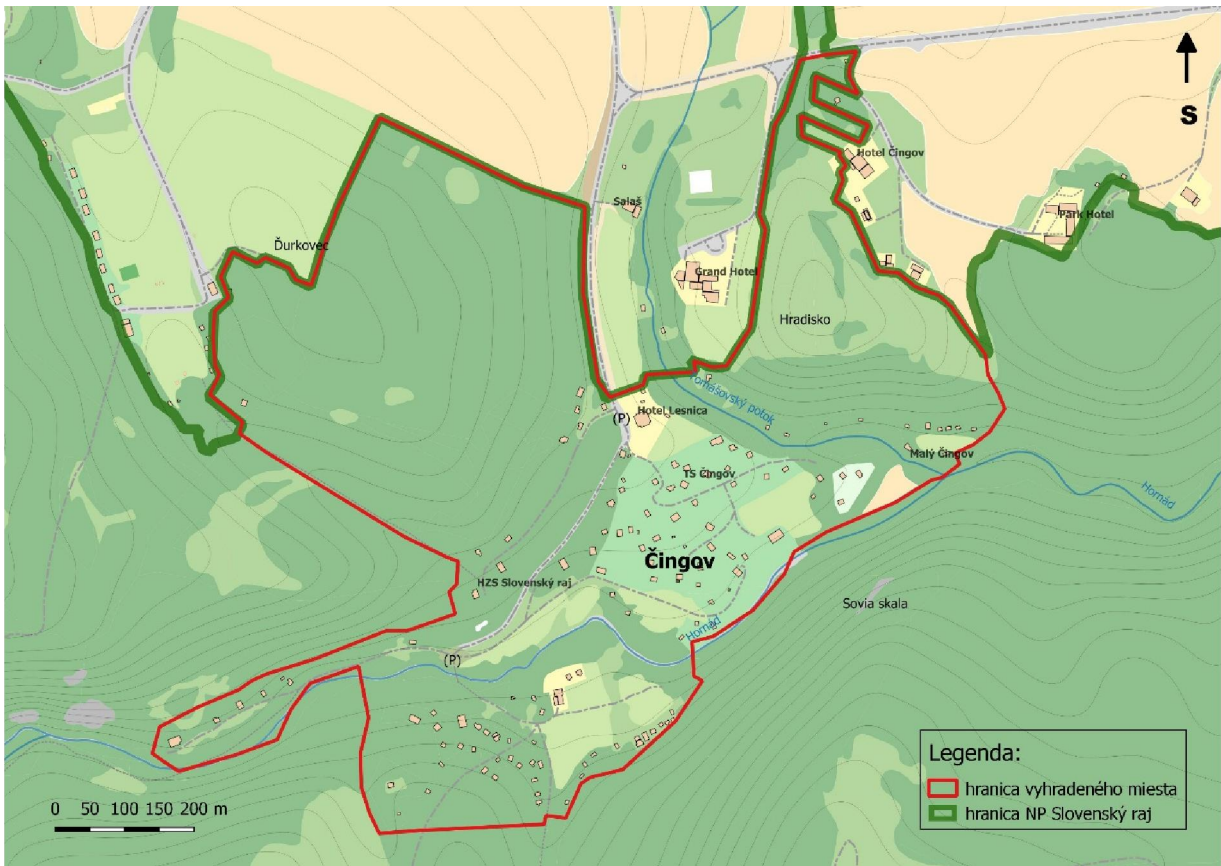 S
Hotel Čingov
Salaš
Park Hotel
Ďurkovec
Grand Hotel
Hradisko
Tomášovský potok
Hotel Lesnica
(P)
Malý Čingov
TS Čingov
Hornád
Čingov
HZS Slovenský raj
Sovia skala
Hornád
(P)
Legenda:
hranica vyhradeného miesta
hranica NP Slovenský raj
0 50 100 150 200 m